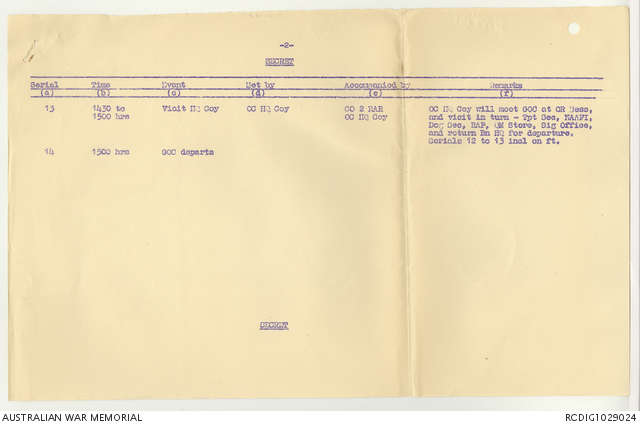 -2-
SECRET
Serial Time Event Met by Accompanied by Remarks
(a) (b) (c) (d) (e) (f)
13 1430 to Visit HQ Coy OC HQ Coy CO 2 RAR OC HQ Coy will meet GOC at OR Mess,
1500 hrs OC HQ Coy and visit in turn - Tpt Sec, NAAFI,
Dog Sec, RAP, QM Store, Sig Office,
and return Bn HQ for departure.
Serials 12 to 13 incl on ft.
14 1500 hrs GOC departs
SECRET
AUSTRALIAN WAR MEMORIAL RCDIG1029024